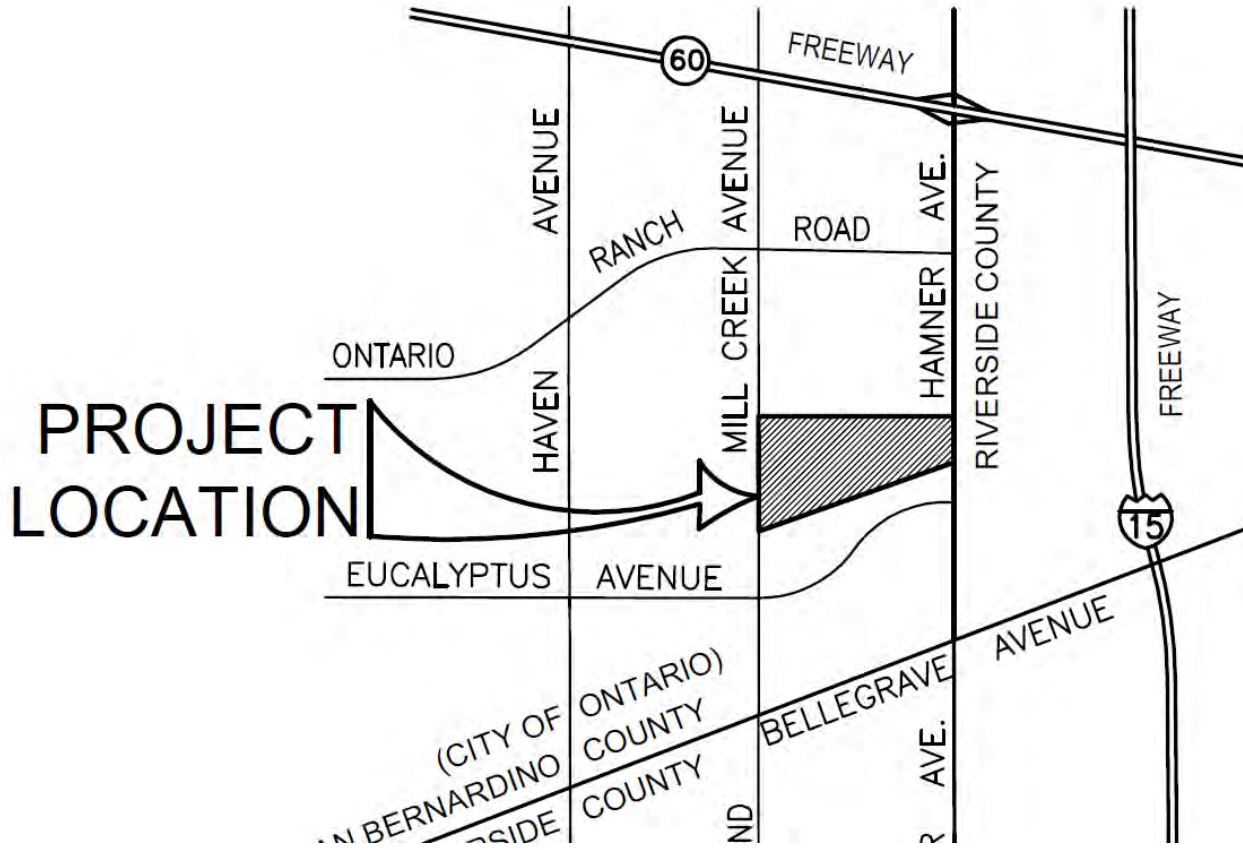 60
FREEWAY
AVENUE
AVENUE
AVE.
RIVERSIDE COUNTY
RANCH
ROAD
ONTARIO
HAVEN
MILL CREEK
HAMNER
FREEWAY
PROJECT
LOCATION
15
EUCALYPTUS AVENUE
BELLEGRAVE AVENUE
(CITY OF ONTARIO)
BERNARDINO COUNTY
COUNTY
AVE.